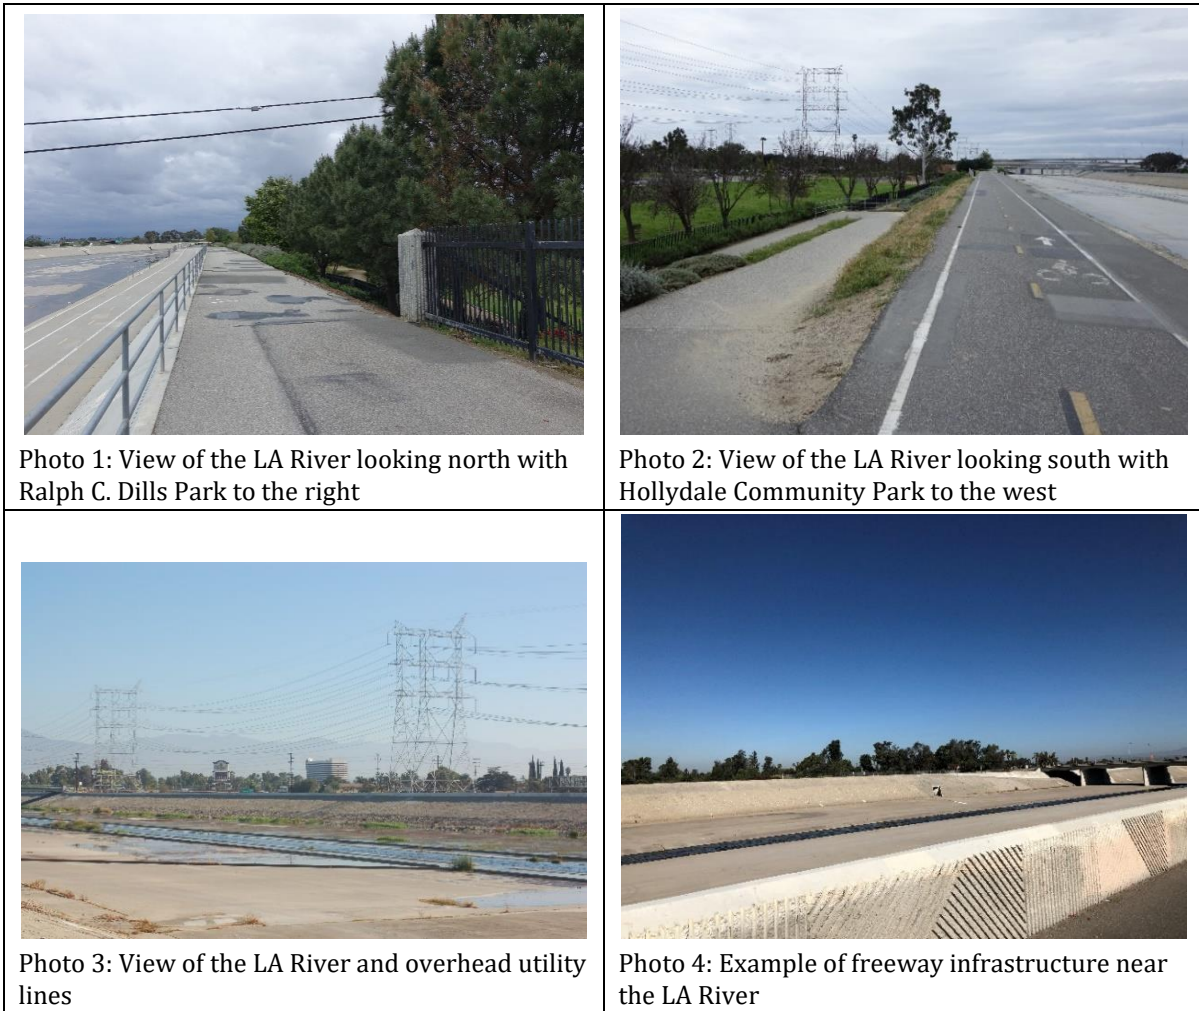 Photo 1: View of the LA River looking north with
Ralph C. Dills Park to the right
Photo 2: View of the LA River looking south with
Hollydale Community Park to the west
Photo 3: View of the LA River and overhead utility
lines
Photo 4: Example of freeway infrastructure near
the LA River